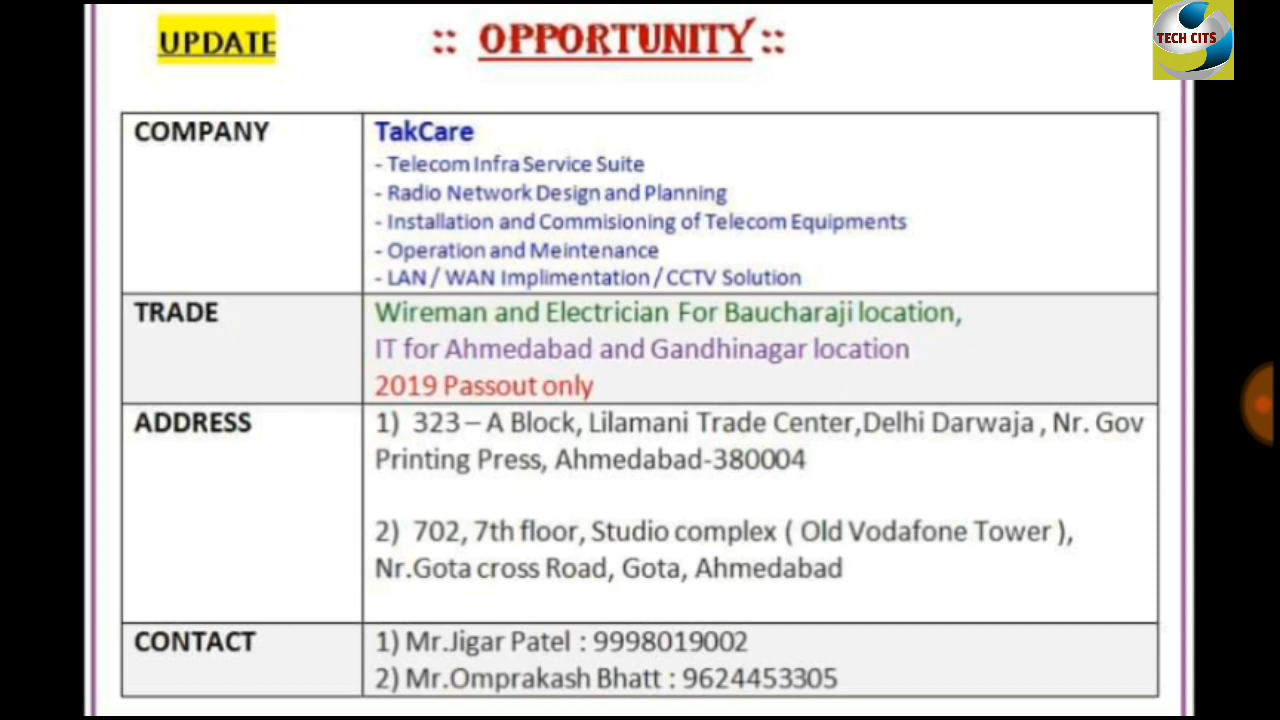 UPDATE
:: OPPORTUNITY ::
TECH CITS
COMPANY
TakCare
- Telecom Infra Service Suite
- Radio Network Design and Planning
- Installation and Commisioning of Telecom Equipments
- Operation and Meintenance
- LAN / WAN Implimentation / CCTV Solution
TRADE
Wireman and Electrician For Baucharaji location,
IT for Ahmedabad and Gandhinagar location
2019 Passout only
ADDRESS
1) 323 – A Block, Lilamani Trade Center,Delhi Darwaja , Nr. Gov
Printing Press, Ahmedabad-380004
2) 702, 7th floor, Studio complex ( Old Vodafone Tower ),
Nr.Gota cross Road, Gota, Ahmedabad
CONTACT
1) Mr.Jigar Patel : 9998019002
2) Mr.Omprakash Bhatt : 9624453305